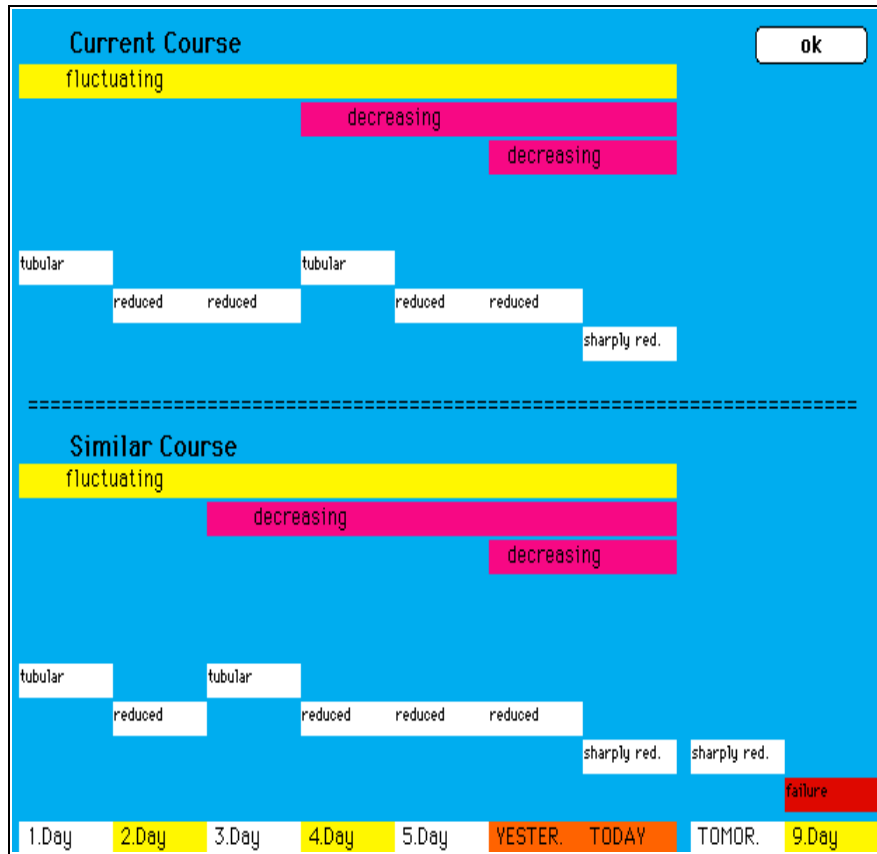 Current Course ok
fluctuating
decreasing
decreasing
tubular tubular
reduced reduced reduced reduced
sharply red.
==========================================================================
Similar Course
fluctuating
decreasing
decreasing
tubular tubular
reduced reduced reduced reduced
sharply red. sharply red.
failure
1.Day 2.Day 3.Day 4.Day 5.Day YESTER. TODAY TOMOR. 9.Day